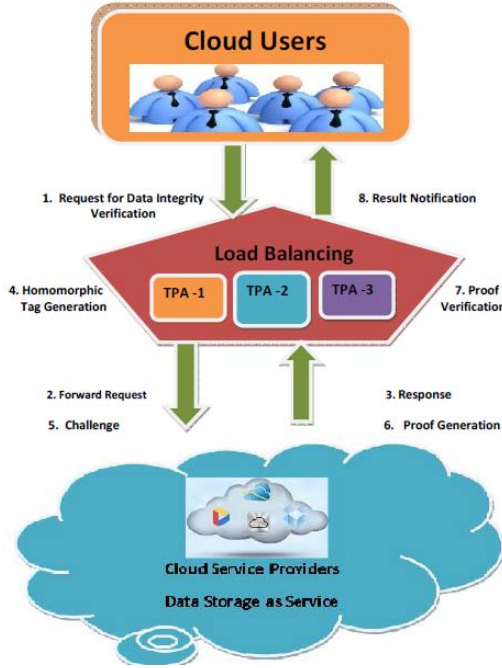 Cloud Users
1. Request for Data Integrity
Verification
8. Result Notification
Load Balancing
TPA -1
TPA -2
TPA -3
4. Homomorphic
Tag Generation
7. Proof
Verification
2. Forward Request
3. Response
5. Challenge
6. Proof Generation
Cloud Service Providers
Data Storage as Service